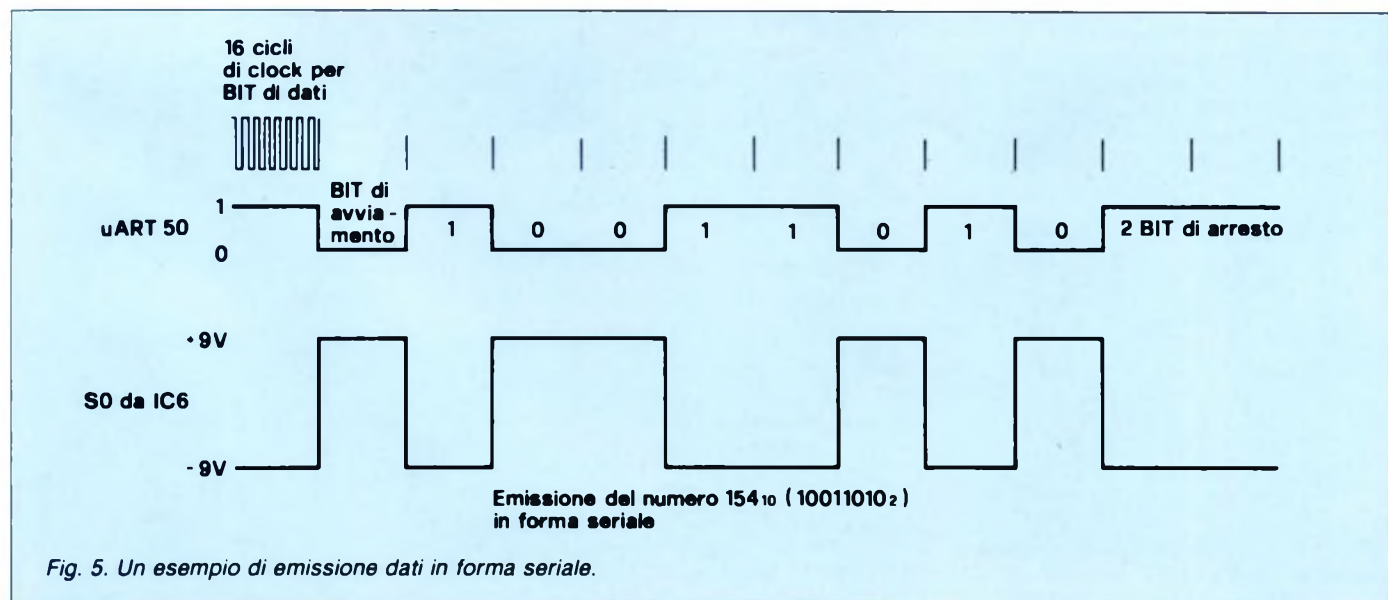 16 cicli
di clock per
BIT di dati
BIT di
avvia-
mento
1
uART 50
0
1 0 0 1 1 0 1 0
2 BIT di arresto
+9V
S0 da IC6
-9V
Emissione del numero 154₁₀ (10011010₂)
in forma seriale
Fig. 5. Un esempio di emissione dati in forma seriale.